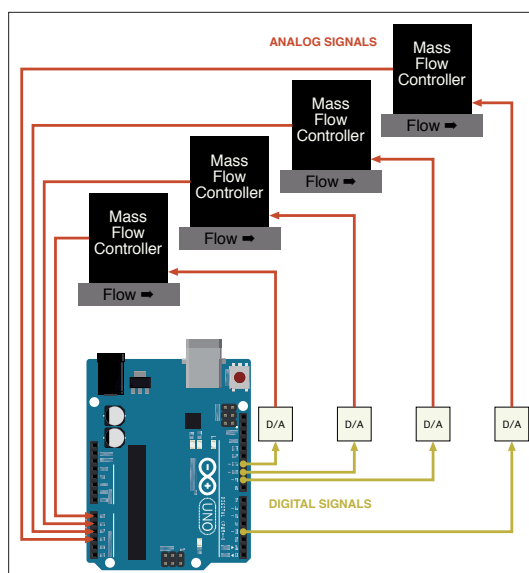 ANALOG SIGNALS
Mass
Flow
Controller
Flow ➡
Mass
Flow
Controller
Flow ➡
Mass
Flow
Controller
Flow ➡
Mass
Flow
Controller
Flow ➡
D/A
D/A
D/A
D/A
DIGITAL SIGNALS
UNO